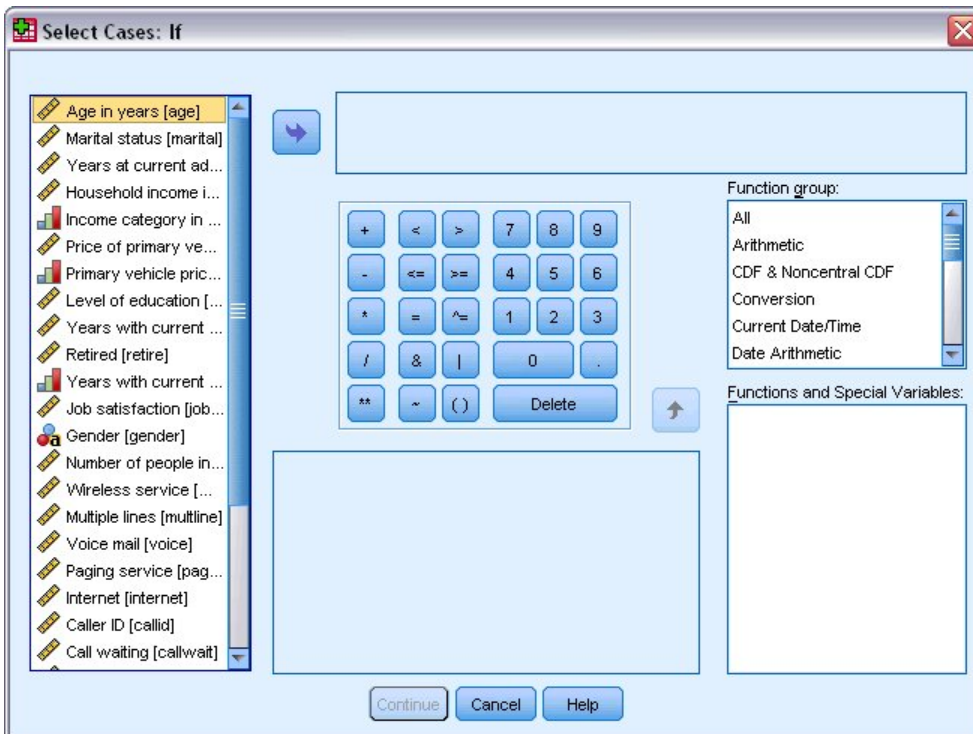 Select Cases: If
Age in years [age]
Marital status [marital]
Years at current ad...
Household income i...
Income category in ...
Price of primary ve...
Primary vehicle pric...
Level of education [...
Years with current ...
Retired [retire]
Years with current ...
Job satisfaction [job...
Gender [gender]
Number of people in...
Wireless service [...
Multiple lines [multline]
Voice mail [voice]
Paging service [pag...
Internet [internet]
Caller ID [callid]
Call waiting [callwait]
+ < > 7 8 9
- <= >= 4 5 6
* = ^= 1 2 3
/ & | 0 .
** ~ ( ) Delete
Function group:
All
Arithmetic
CDF & Noncentral CDF
Conversion
Current Date/Time
Date Arithmetic
Functions and Special Variables:
Continue Cancel Help